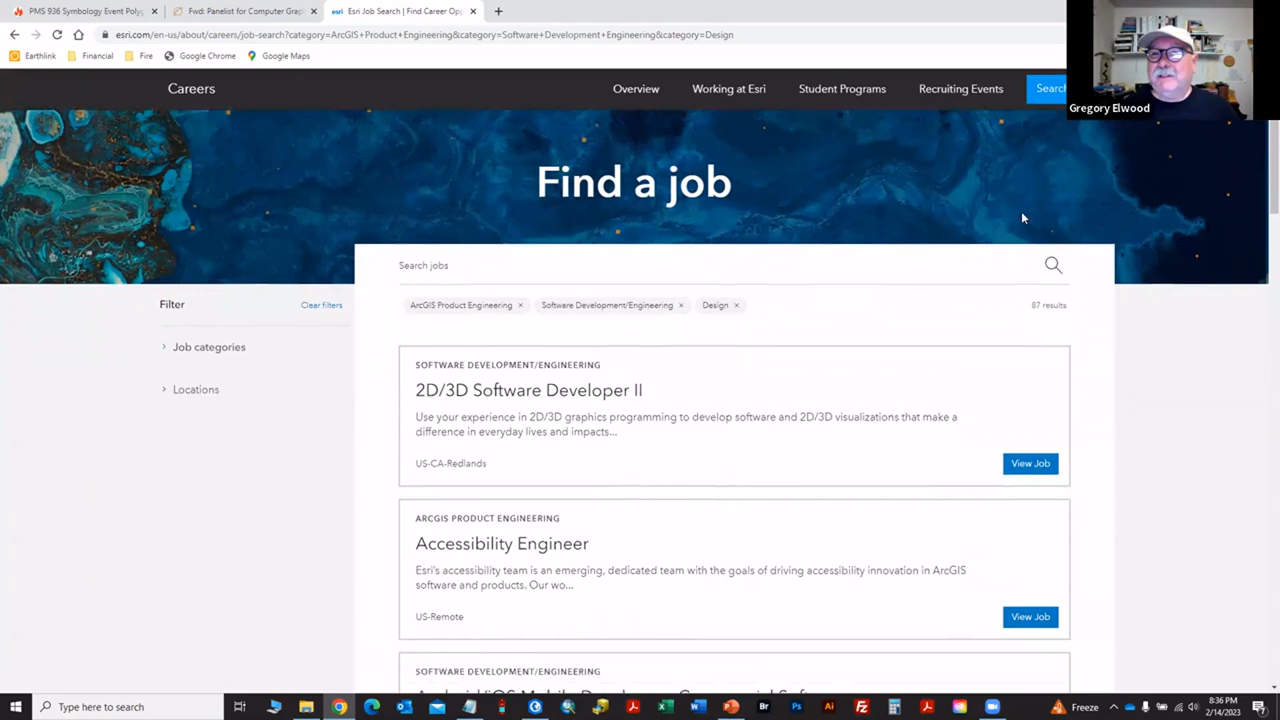 PMS 936 Symbology Event Polyg
Fwd: Panelist for Computer Grap
esri
Esri Job Search | Find Career Opp
esri.com/en-us/about/careers/job-search?category=ArcGIS+Product+Engineering&category=Software+Development+Engineering&category=Design
Earthlink
Financial
Fire
Google Chrome
Google Maps
Gregory Elwood
Careers
Overview
Working at Esri
Student Programs
Recruiting Events
Search
Find a job
Search jobs
Filter
Clear filters
ArcGIS Product Engineering ×
Software Development/Engineering ×
Design ×
87 results
Job categories
Locations
SOFTWARE DEVELOPMENT/ENGINEERING
2D/3D Software Developer II
Use your experience in 2D/3D graphics programming to develop software and 2D/3D visualizations that make a
difference in everyday lives and impacts...
US-CA-Redlands
View Job
ARCGIS PRODUCT ENGINEERING
Accessibility Engineer
Esri's accessibility team is an emerging, dedicated team with the goals of driving accessibility innovation in ArcGIS
software and products. Our wo...
US-Remote
View Job
SOFTWARE DEVELOPMENT/ENGINEERING
Type here to search
Br
Ps
Ai
Fz
Freeze
8:36 PM
2/14/2023